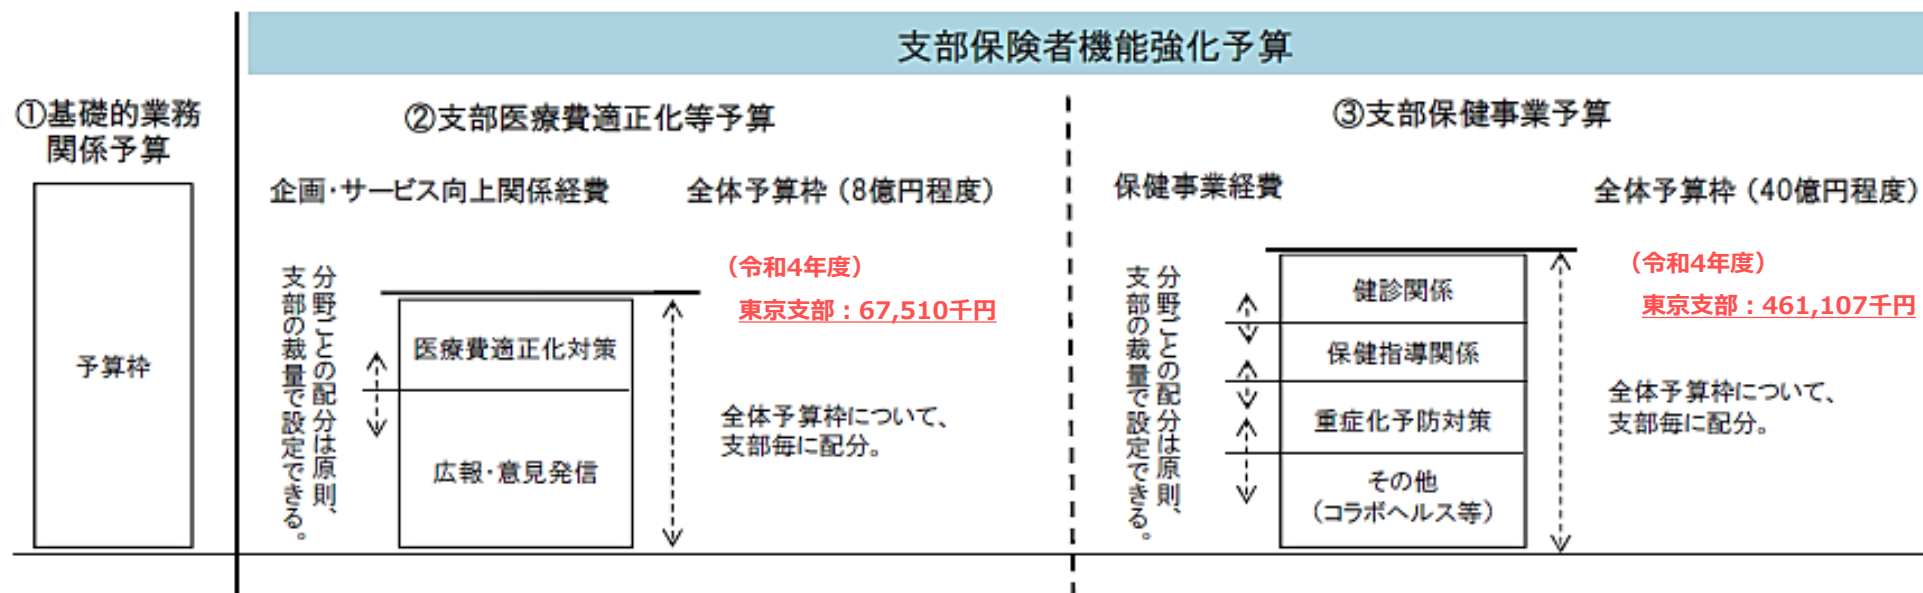 支部保険者機能強化予算
①基礎的業務
関係予算
予算枠
②支部医療費適正化等予算
企画・サービス向上関係経費
全体予算枠（8億円程度）
（令和4年度）
東京支部：67,510千円
分野ごとの配分は原則、
支部の裁量で設定できる。
医療費適正化対策
広報・意見発信
全体予算枠について、
支部毎に配分。
③支部保健事業予算
保健事業経費
全体予算枠（40億円程度）
（令和4年度）
東京支部：461,107千円
分野ごとの配分は原則、
支部の裁量で設定できる。
健診関係
保健指導関係
重症化予防対策
その他
（コラボヘルス等）
全体予算枠について、
支部毎に配分。